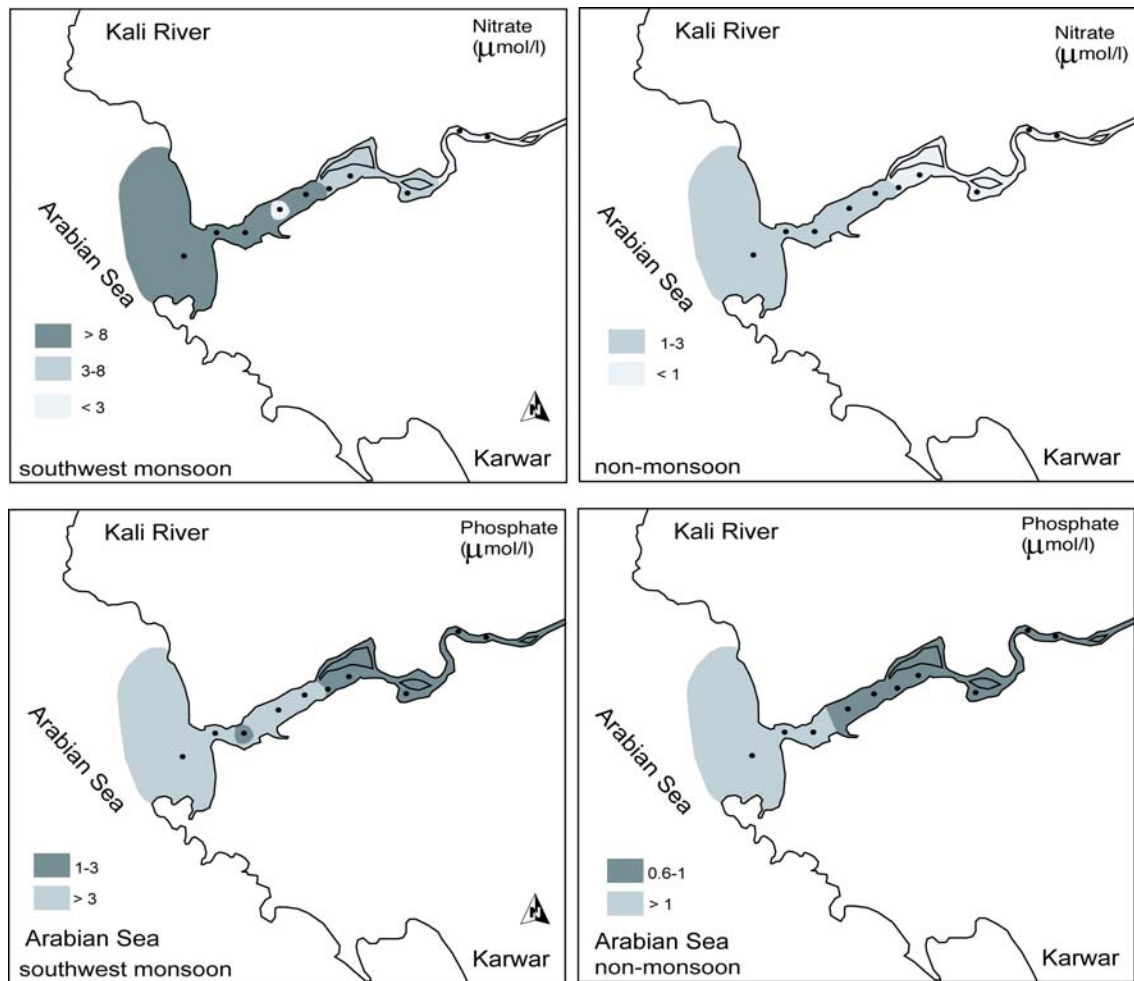 Kali River
Nitrate
(μmol/l)
Arabian Sea
> 8
3-8
< 3
N
southwest monsoon
Karwar
Kali River
Nitrate
(μmol/l)
Arabian Sea
1-3
< 1
non-monsoon
Karwar
Kali River
Phosphate
(μmol/l)
Arabian Sea
1-3
> 3
N
Arabian Sea
southwest monsoon
Karwar
Kali River
Phosphate
(μmol/l)
Arabian Sea
0.6-1
> 1
Arabian Sea
non-monsoon
Karwar